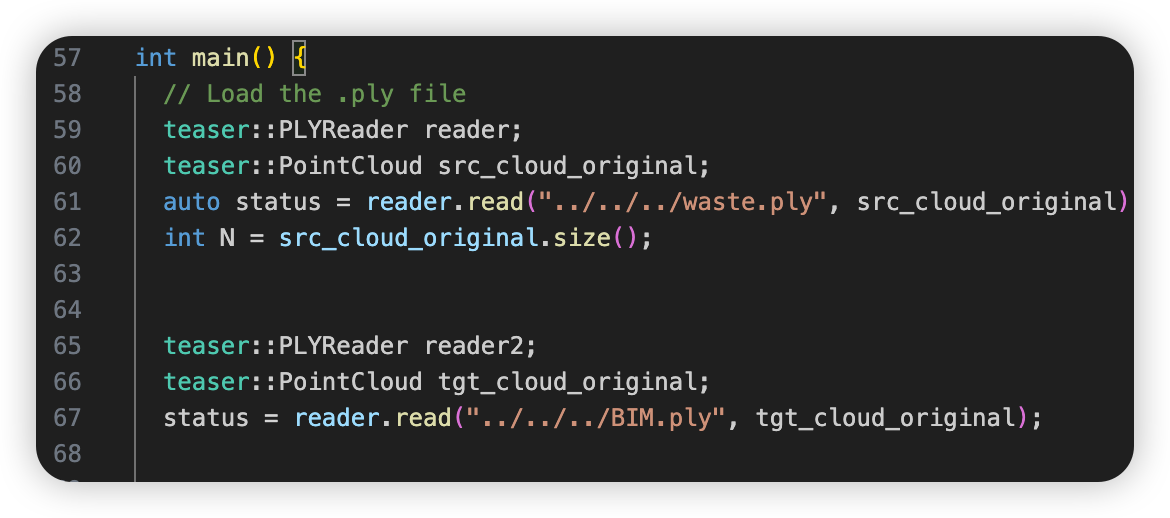 57 int main() {
58 // Load the .ply file
59 teaser::PLYReader reader;
60 teaser::PointCloud src_cloud_original;
61 auto status = reader.read("../../../waste.ply", src_cloud_original)
62 int N = src_cloud_original.size();
63
64
65 teaser::PLYReader reader2;
66 teaser::PointCloud tgt_cloud_original;
67 status = reader.read("../../../BIM.ply", tgt_cloud_original);
68